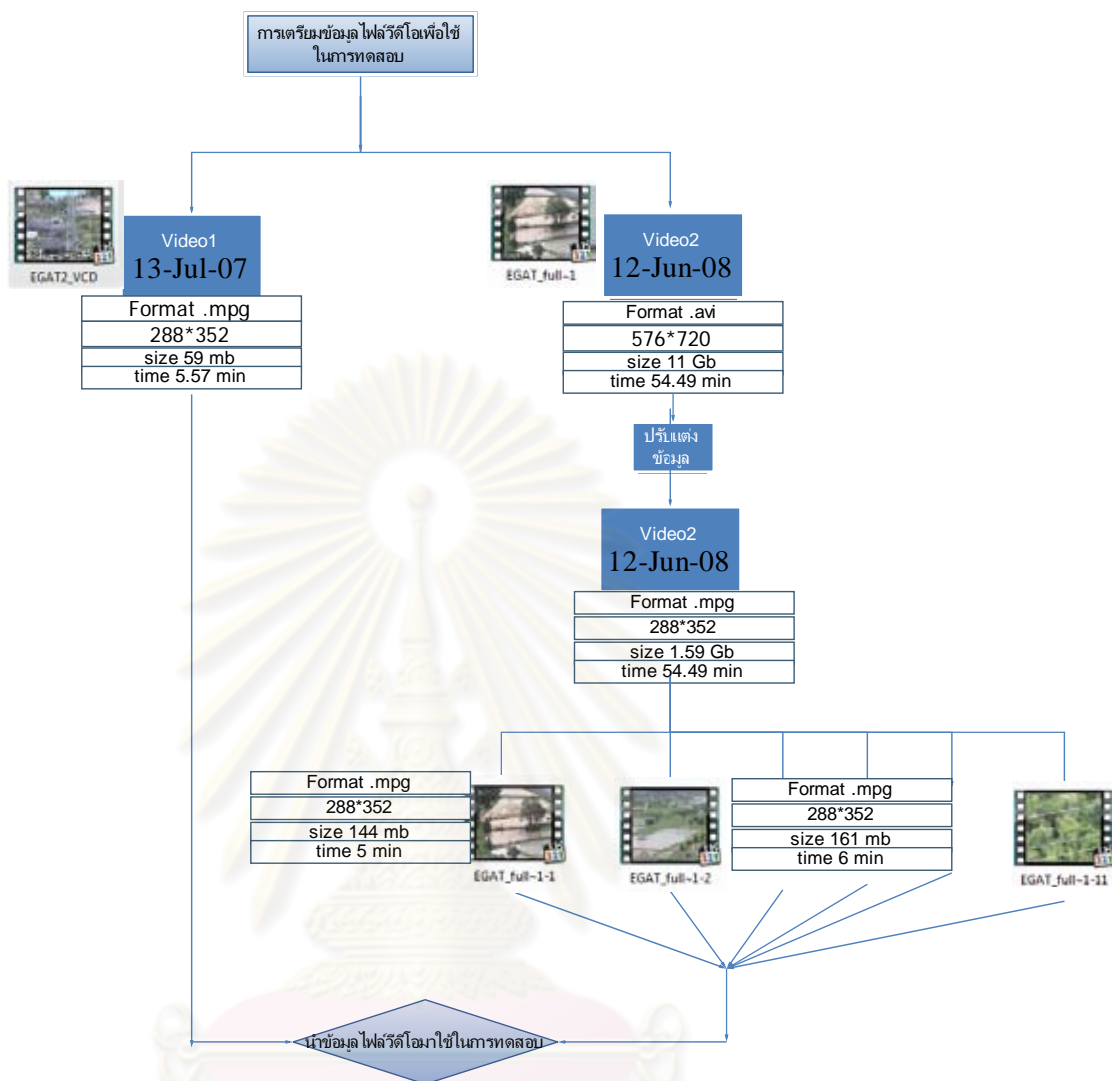 การเตรียมข้อมูลไฟล์วีดีโอเพื่อใช้
ในการทดสอบ
EGAT2_VCD
Video1
13-Jul-07
Format .mpg
288*352
size 59 mb
time 5.57 min
EGAT_full~1
Video2
12-Jun-08
Format .avi
576*720
size 11 Gb
time 54.49 min
ปรับแต่ง
ข้อมูล
Video2
12-Jun-08
Format .mpg
288*352
size 1.59 Gb
time 54.49 min
Format .mpg
288*352
size 144 mb
time 5 min
EGAT_full~1-1
EGAT_full~1-2
Format .mpg
288*352
size 161 mb
time 6 min
EGAT_full~1-11
นำข้อมูลไฟล์วีดีโอมาใช้ในการทดสอบ